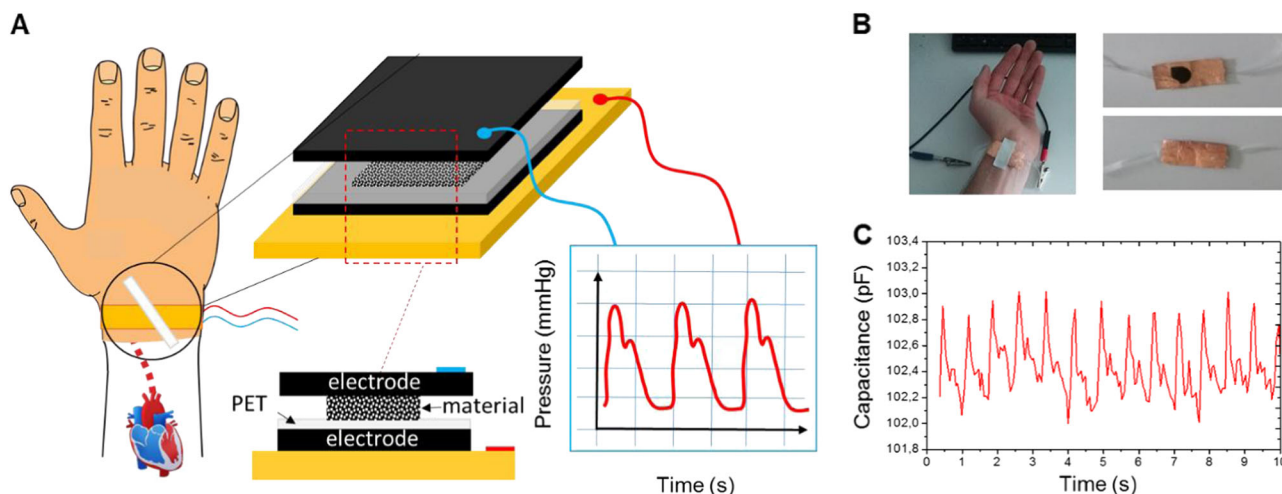 A
electrode
PET
material
electrode
Pressure (mmHg)
Time (s)
B
C
Capacitance (pF)
103,4
103,2
103,0
102,8
102,6
102,4
102,2
102,0
101,8
0 1 2 3 4 5 6 7 8 9 10
Time (s)